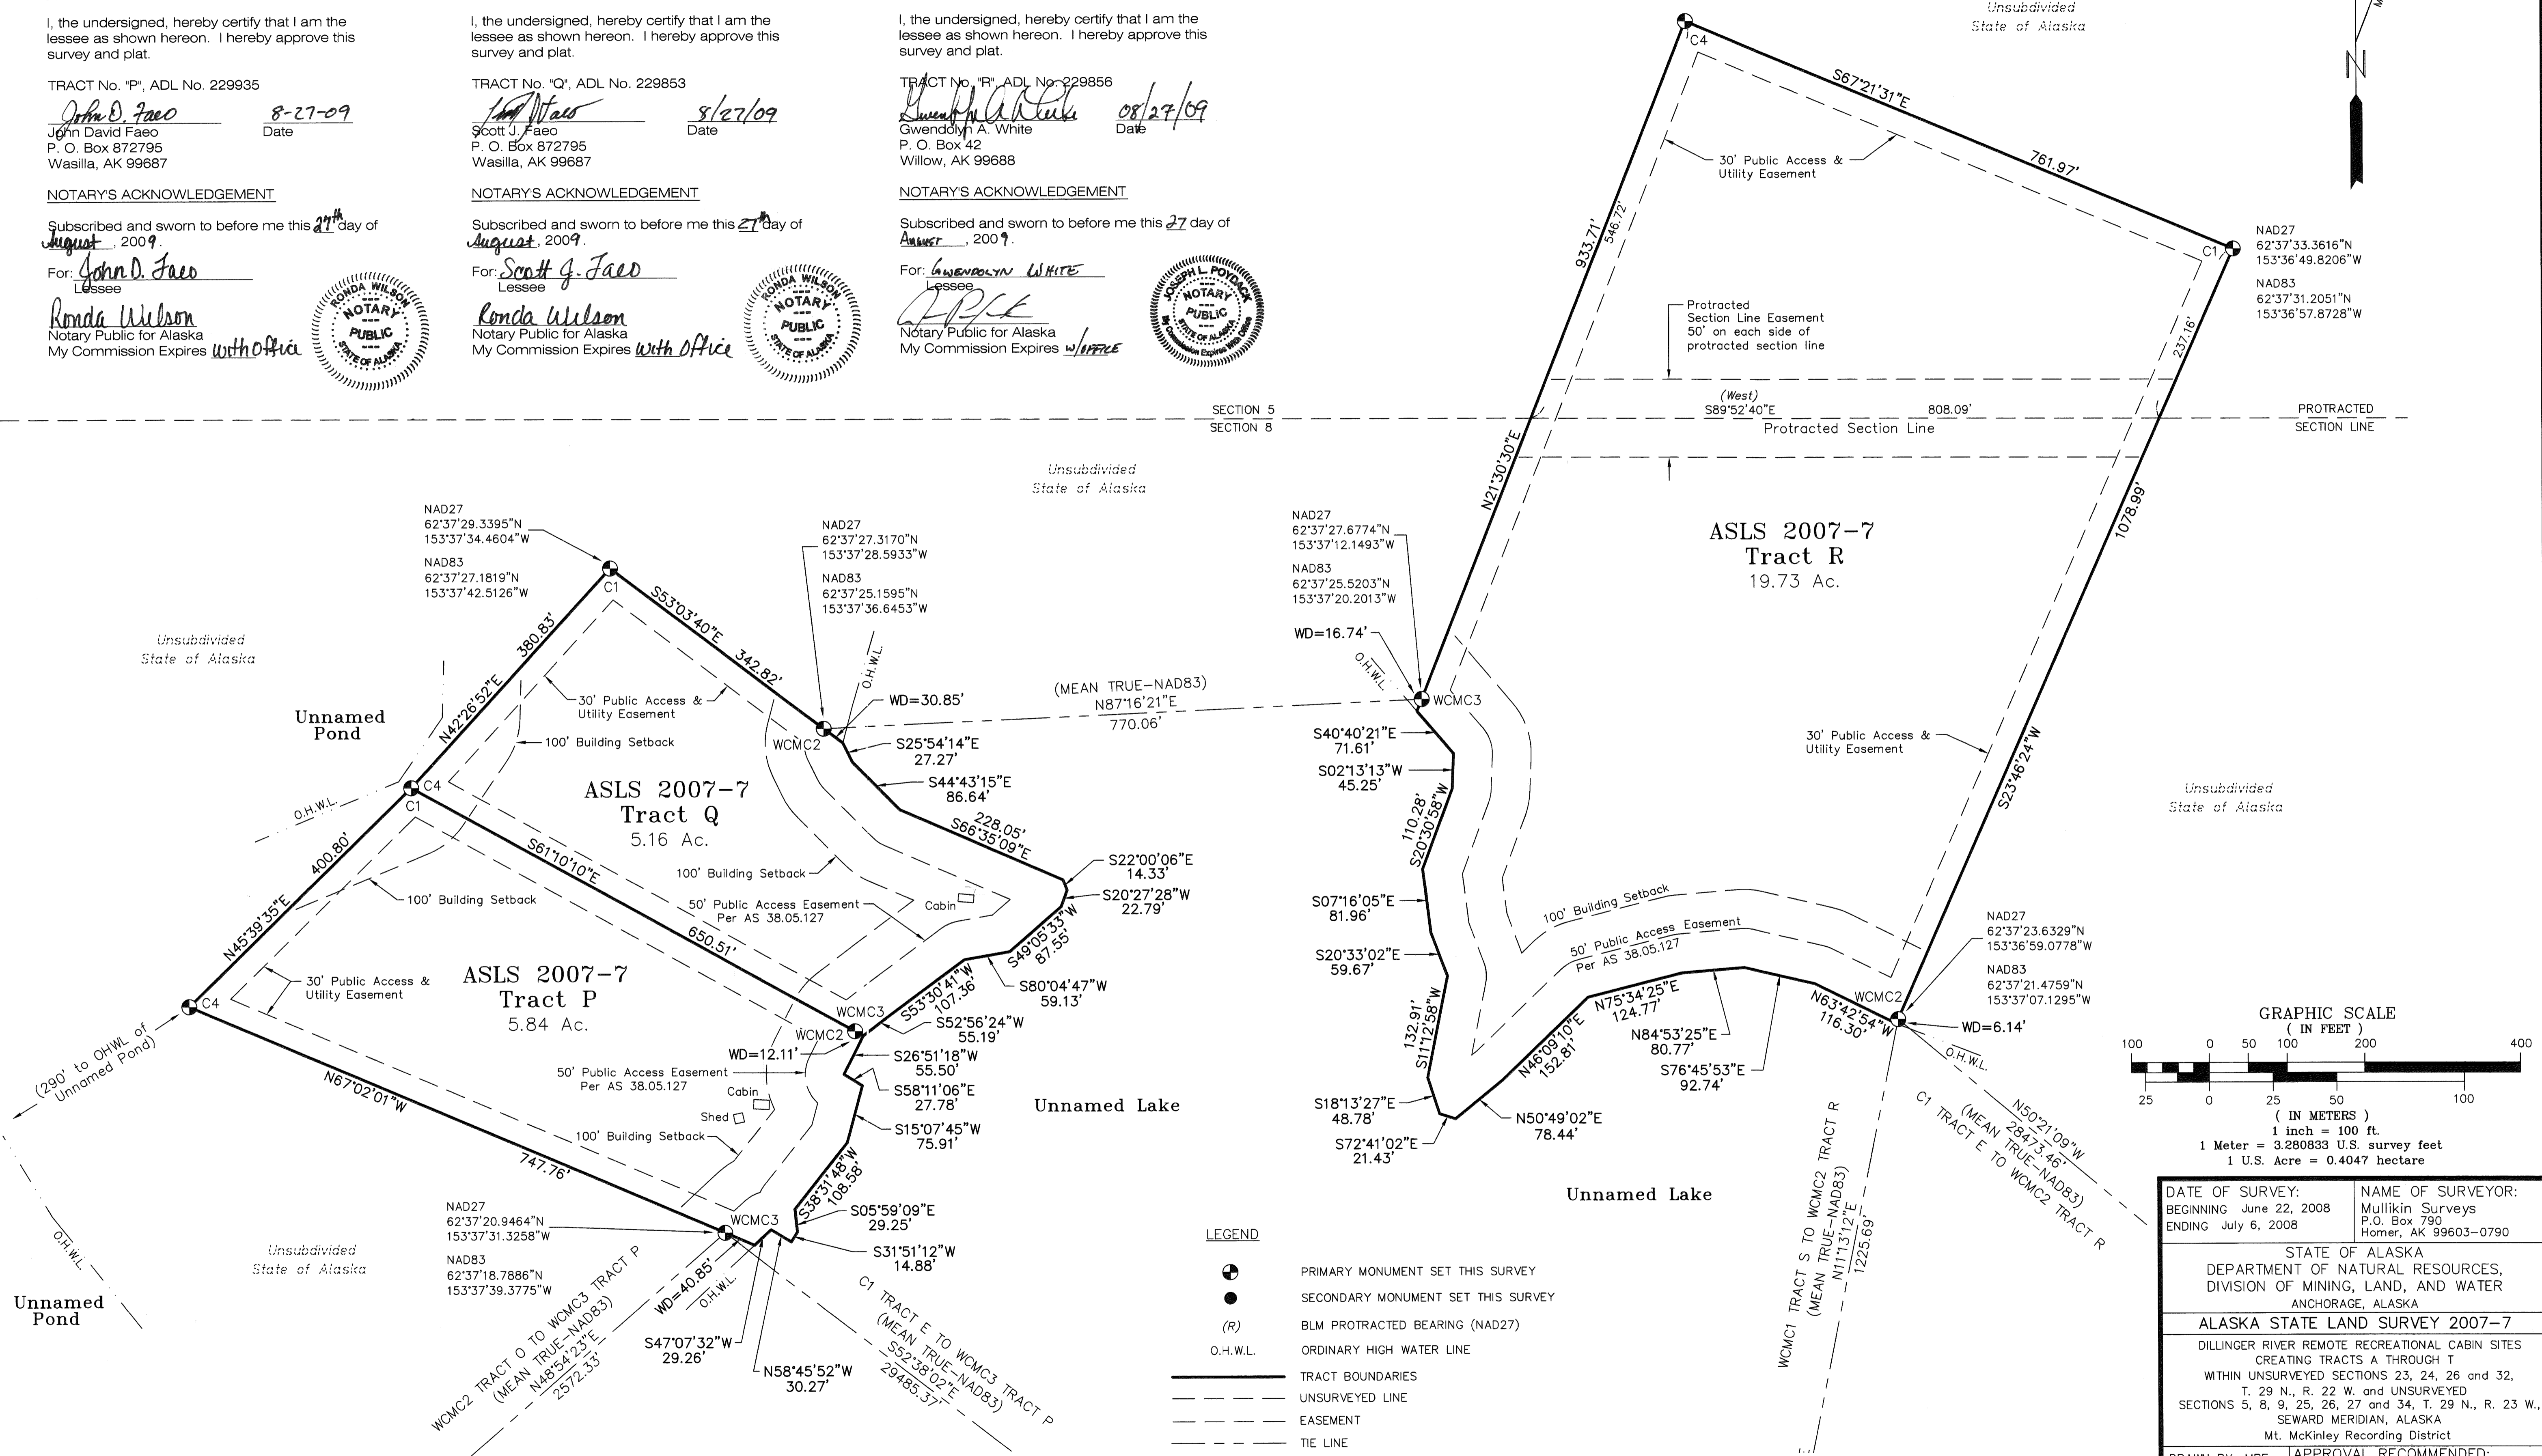 I, the undersigned, hereby certify that I am the
lessee as shown hereon. I hereby approve this
survey and plat.
TRACT No. "P", ADL No. 229935
John D. Faeo 8-27-09
John David Faeo Date
P. O. Box 872795
Wasilla, AK 99687
NOTARY'S ACKNOWLEDGEMENT
Subscribed and sworn to before me this 27th day of
August, 2009.
For: John D. Faeo
Lessee
Ronda Wilson
Notary Public for Alaska
My Commission Expires with Office
RONDA WILSON
NOTARY
PUBLIC
STATE OF ALASKA
I, the undersigned, hereby certify that I am the
lessee as shown hereon. I hereby approve this
survey and plat.
TRACT No. "Q", ADL No. 229853
8/27/09
Scott J. Faeo Date
P. O. Box 872795
Wasilla, AK 99687
NOTARY'S ACKNOWLEDGEMENT
Subscribed and sworn to before me this 27th day of
August, 2009.
For: Scott J. Faeo
Lessee
Ronda Wilson
Notary Public for Alaska
My Commission Expires with Office
RONDA WILSON
NOTARY
PUBLIC
STATE OF ALASKA
I, the undersigned, hereby certify that I am the
lessee as shown hereon. I hereby approve this
survey and plat.
TRACT No. "R", ADL No. 229856
Gwendolyn A White 08/27/09
Gwendolyn A. White Date
P. O. Box 42
Willow, AK 99688
NOTARY'S ACKNOWLEDGEMENT
Subscribed and sworn to before me this 27 day of
August, 2009.
For: Gwendolyn White
Lessee
Notary Public for Alaska
My Commission Expires w/office
JOSEPH L. POYDACK
NOTARY
PUBLIC
STATE OF ALASKA
My Commission Expires With Office
Unsubdivided
State of Alaska
N
C4
S67°21'31"E
761.97'
30' Public Access &
Utility Easement
933.71'
546.72'
C1
NAD27
62°37'33.3616"N
153°36'49.8206"W
NAD83
62°37'31.2051"N
153°36'57.8728"W
237.16'
Protracted
Section Line Easement
50' on each side of
protracted section line
SECTION 5
SECTION 8
(West)
S89°52'40"E 808.09'
Protracted Section Line
PROTRACTED
SECTION LINE
N21°30'30"E
1078.99'
S23°46'24"W
ASLS 2007-7
Tract R
19.73 Ac.
Unsubdivided
State of Alaska
NAD27
62°37'29.3395"N
153°37'34.4604"W
NAD83
62°37'27.1819"N
153°37'42.5126"W
C1
NAD27
62°37'27.3170"N
153°37'28.5933"W
NAD83
62°37'25.1595"N
153°37'36.6453"W
NAD27
62°37'27.6774"N
153°37'12.1493"W
NAD83
62°37'25.5203"N
153°37'20.2013"W
WD=16.74'
O.H.W.L.
WCMC3
Unsubdivided
State of Alaska
S53°03'40"E
342.82'
380.83'
N42°26'52"E
30' Public Access &
Utility Easement
100' Building Setback
O.H.W.L.
WD=30.85'
WCMC2
(MEAN TRUE-NAD83)
N87°16'21"E
770.06'
Unnamed
Pond
O.H.W.L.
C4
C1
S25°54'14"E
27.27'
S44°43'15"E
86.64'
228.05'
S66°35'09"E
S22°00'06"E
14.33'
S20°27'28"W
22.79'
S49°05'33"W
87.55'
S80°04'47"W
59.13'
S53°30'41"W
107.36'
S52°56'24"W
55.19'
ASLS 2007-7
Tract Q
5.16 Ac.
100' Building Setback
50' Public Access Easement
Per AS 38.05.127
Cabin
S61°10'10"E
650.51'
WCMC3
WCMC2
WD=12.11'
400.80'
N45°39'35"E
100' Building Setback
30' Public Access &
Utility Easement
ASLS 2007-7
Tract P
5.84 Ac.
C4
(290' to OHWL of
Unnamed Pond)
N67°02'01"W
747.76'
50' Public Access Easement
Per AS 38.05.127
Cabin
Shed
100' Building Setback
S26°51'18"W
55.50'
S58°11'06"E
27.78'
S15°07'45"W
75.91'
S38°31'48"W
108.58'
S05°59'09"E
29.25'
S31°51'12"W
14.88'
Unnamed Lake
NAD27
62°37'20.9464"N
153°37'31.3258"W
NAD83
62°37'18.7886"N
153°37'39.3775"W
WCMC3
WD=40.85'
O.H.W.L.
S47°07'32"W
29.26'
N58°45'52"W
30.27'
WCMC2 TRACT O TO WCMC3 TRACT P
(MEAN TRUE-NAD83)
N48°54'23"E
2572.33'
C1 TRACT E TO WCMC3 TRACT P
(MEAN TRUE-NAD83)
S52°38'02"E
29485.37'
Unsubdivided
State of Alaska
O.H.W.L.
Unnamed
Pond
S40°40'21"E
71.61'
S02°13'13"W
45.25'
110.28'
S20°30'58"W
S07°16'05"E
81.96'
S20°33'02"E
59.67'
132.91'
S11°12'58"W
S18°13'27"E
48.78'
S72°41'02"E
21.43'
N50°49'02"E
78.44'
N46°09'10"E
152.81'
N75°34'25"E
124.77'
N84°53'25"E
80.77'
S76°45'53"E
92.74'
N63°42'54"W
116.30'
100' Building Setback
50' Public Access Easement
Per AS 38.05.127
30' Public Access &
Utility Easement
Unsubdivided
State of Alaska
NAD27
62°37'23.6329"N
153°36'59.0778"W
NAD83
62°37'21.4759"N
153°37'07.1295"W
WCMC2
WD=6.14'
O.H.W.L.
N50°21'09"W
28473.46'
(MEAN TRUE-NAD83)
C1 TRACT E TO WCMC2 TRACT R
WCMC1 TRACT S TO WCMC2 TRACT R
(MEAN TRUE-NAD83)
N11°13'12"E
1225.69'
Unnamed Lake
LEGEND
PRIMARY MONUMENT SET THIS SURVEY
SECONDARY MONUMENT SET THIS SURVEY
(R) BLM PROTRACTED BEARING (NAD27)
O.H.W.L. ORDINARY HIGH WATER LINE
TRACT BOUNDARIES
UNSURVEYED LINE
EASEMENT
TIE LINE
GRAPHIC SCALE
( IN FEET )
100 0 50 100 200 400
25 0 25 50 100
( IN METERS )
1 inch = 100 ft.
1 Meter = 3.280833 U.S. survey feet
1 U.S. Acre = 0.4047 hectare
DATE OF SURVEY:
BEGINNING June 22, 2008
ENDING July 6, 2008
NAME OF SURVEYOR:
Mullikin Surveys
P.O. Box 790
Homer, AK 99603-0790
STATE OF ALASKA
DEPARTMENT OF NATURAL RESOURCES,
DIVISION OF MINING, LAND, AND WATER
ANCHORAGE, ALASKA
ALASKA STATE LAND SURVEY 2007-7
DILLINGER RIVER REMOTE RECREATIONAL CABIN SITES
CREATING TRACTS A THROUGH T
WITHIN UNSURVEYED SECTIONS 23, 24, 26 and 32,
T. 29 N., R. 22 W. and UNSURVEYED
SECTIONS 5, 8, 9, 25, 26, 27 and 34, T. 29 N., R. 23 W.,
SEWARD MERIDIAN, ALASKA
Mt. McKinley Recording District
APPROVAL RECOMMENDED: